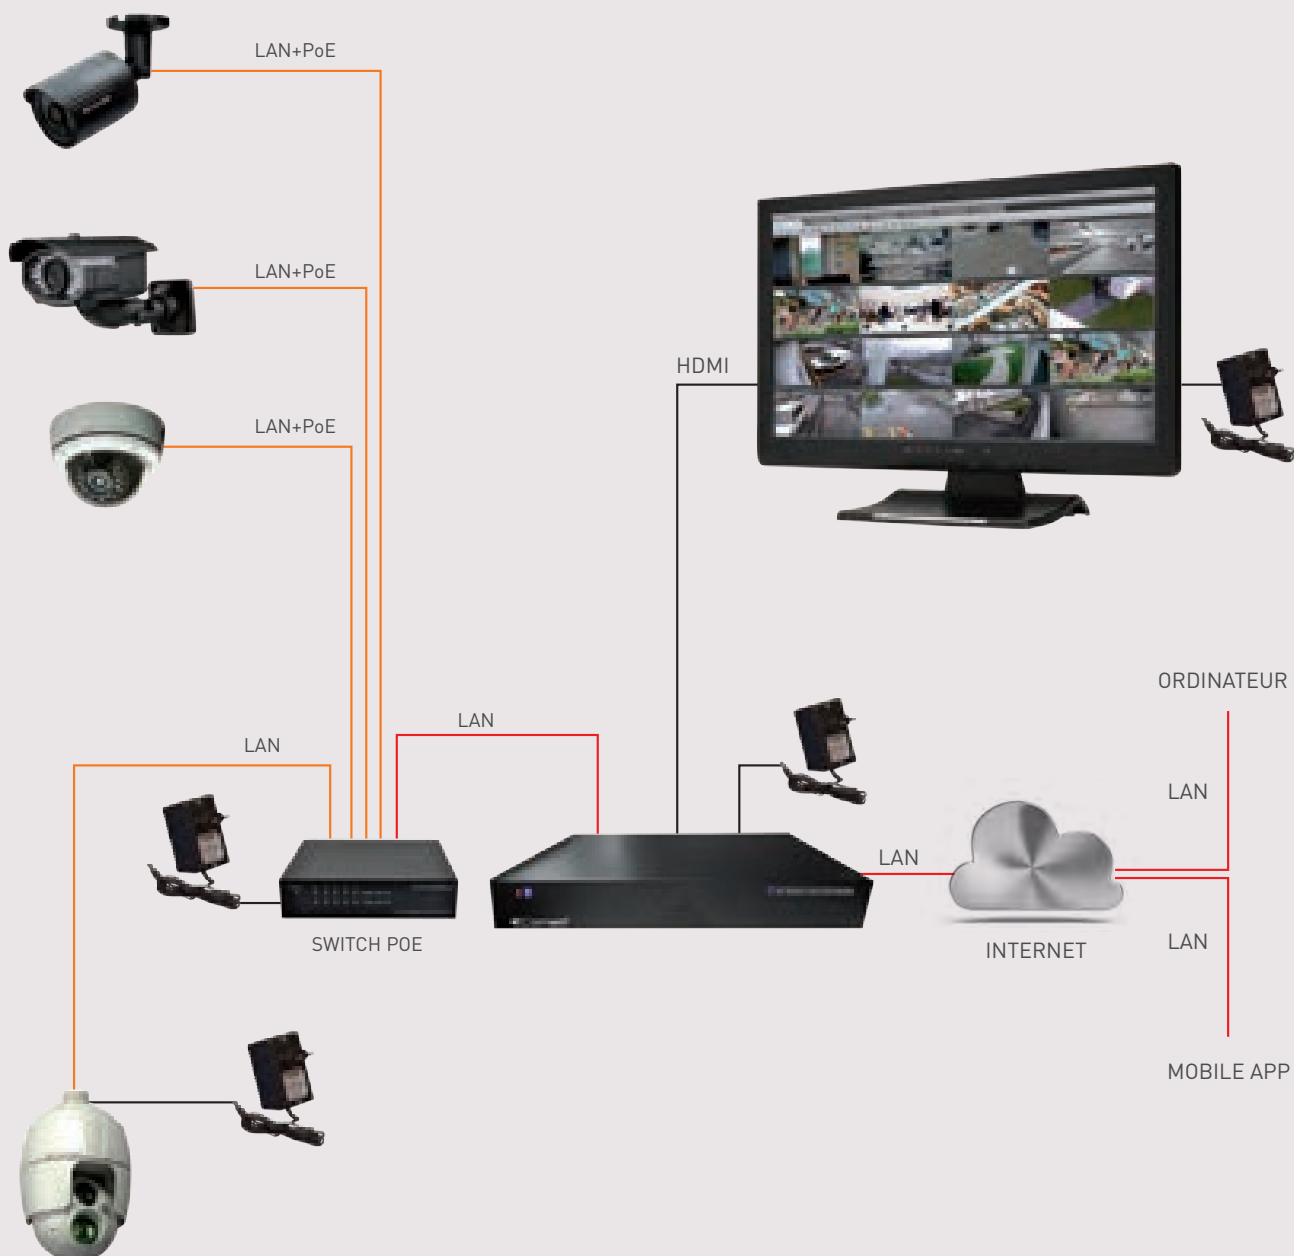 LAN+PoE
LAN+PoE
HDMI
LAN+PoE
ORDINATEUR
LAN
LAN
LAN
LAN
SWITCH POE
INTERNET
LAN
MOBILE APP